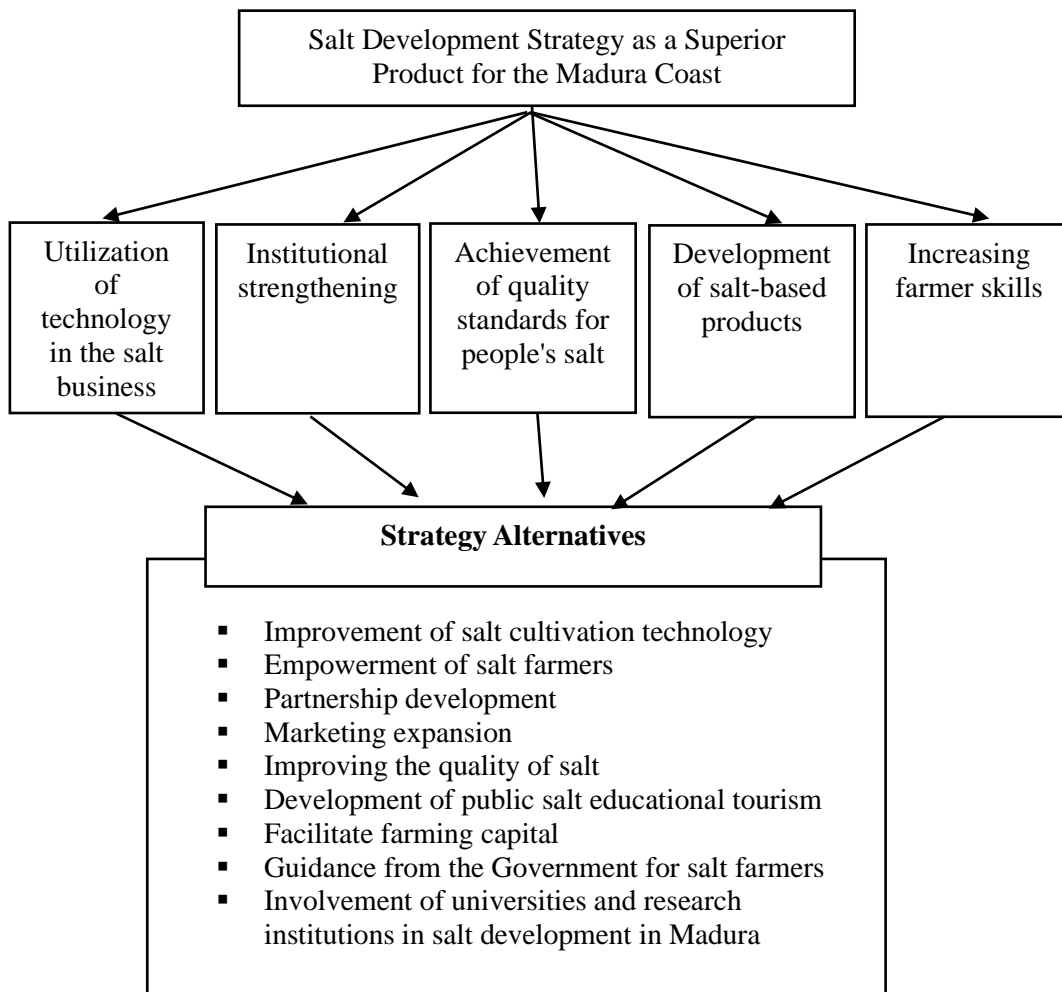 Salt Development Strategy as a Superior
Product for the Madura Coast
Utilization
of
technology
in the salt
business
Institutional
strengthening
Achievement
of quality
standards for
people's salt
Development
of salt-based
products
Increasing
farmer skills
Strategy Alternatives
▪ Improvement of salt cultivation technology
▪ Empowerment of salt farmers
▪ Partnership development
▪ Marketing expansion
▪ Improving the quality of salt
▪ Development of public salt educational tourism
▪ Facilitate farming capital
▪ Guidance from the Government for salt farmers
▪ Involvement of universities and research
institutions in salt development in Madura